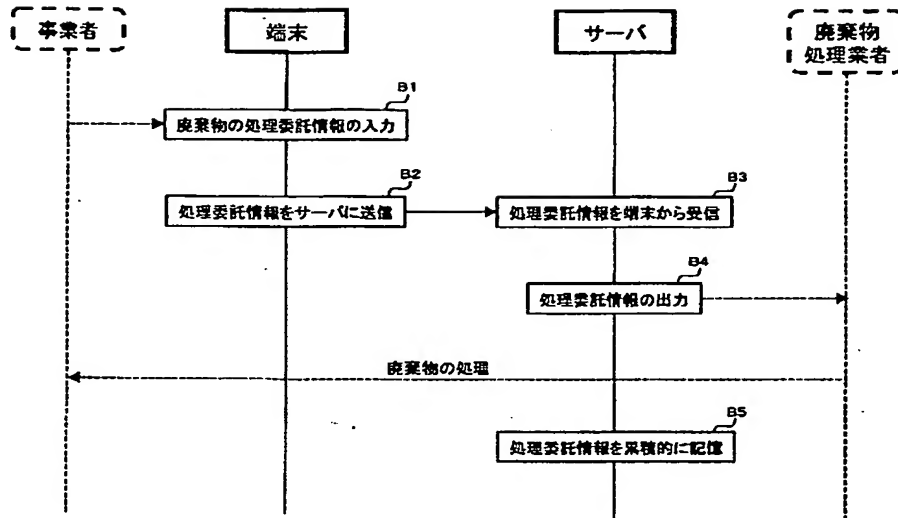 事業者
端末
サーバ
廃棄物
処理業者
B1
廃棄物の処理委託情報の入力
B2
処理委託情報をサーバに送信
B3
処理委託情報を端末から受信
B4
処理委託情報の出力
廃棄物の処理
B5
処理委託情報を累積的に記憶